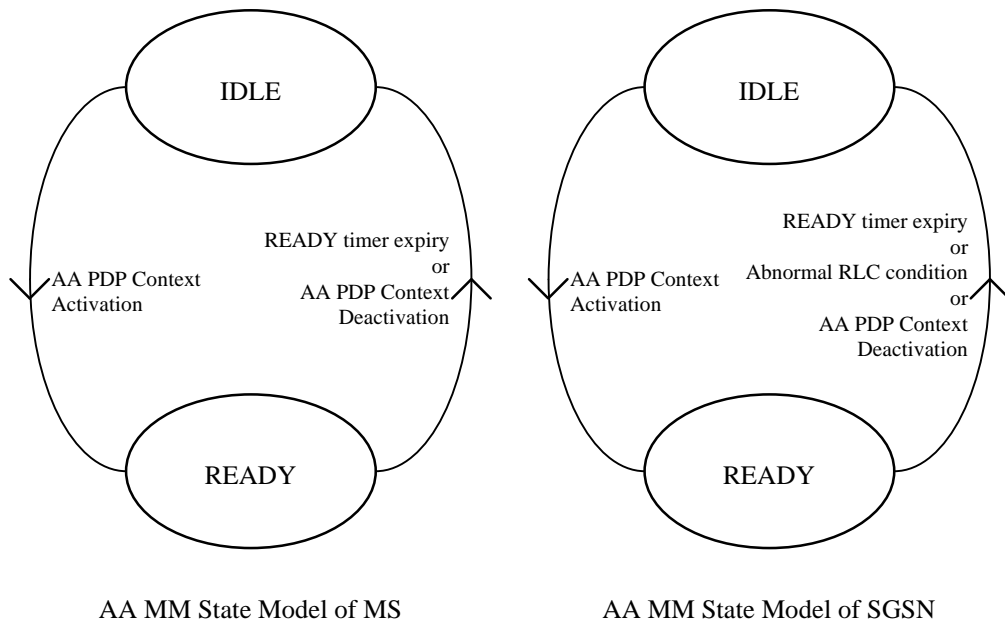 IDLE
AA PDP Context
Activation
READY timer expiry
or
AA PDP Context
Deactivation
READY
AA MM State Model of MS
IDLE
AA PDP Context
Activation
READY timer expiry
or
Abnormal RLC condition
or
AA PDP Context
Deactivation
READY
AA MM State Model of SGSN